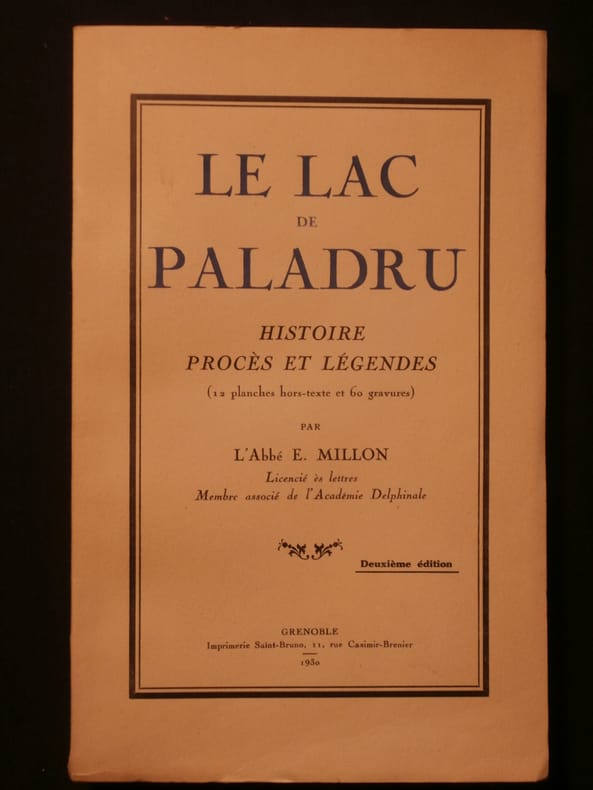 LE LAC
DE
PALADRU
HISTOIRE
PROCÈS ET LÉGENDES
(12 planches hors-texte et 60 gravures)
PAR
L'Abbé E. MILLON
Licencié ès lettres
Membre associé de l'Académie Delphinale
Deuxième édition
GRENOBLE
Imprimerie Saint-Bruno, 11, rue Casimir-Brenier
1930